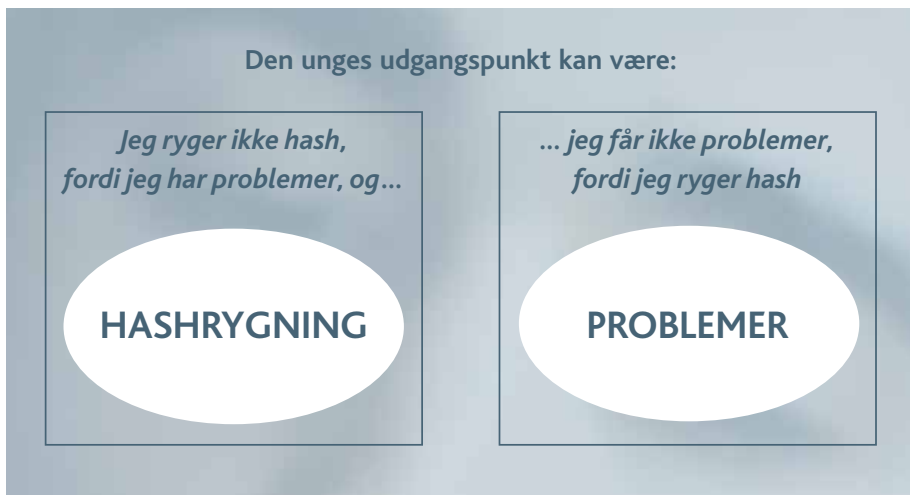 Den unges udgangspunkt kan være:
Jeg ryger ikke hash,
fordi jeg har problemer, og...
HASHRYGNING
... jeg får ikke problemer,
fordi jeg ryger hash
PROBLEMER